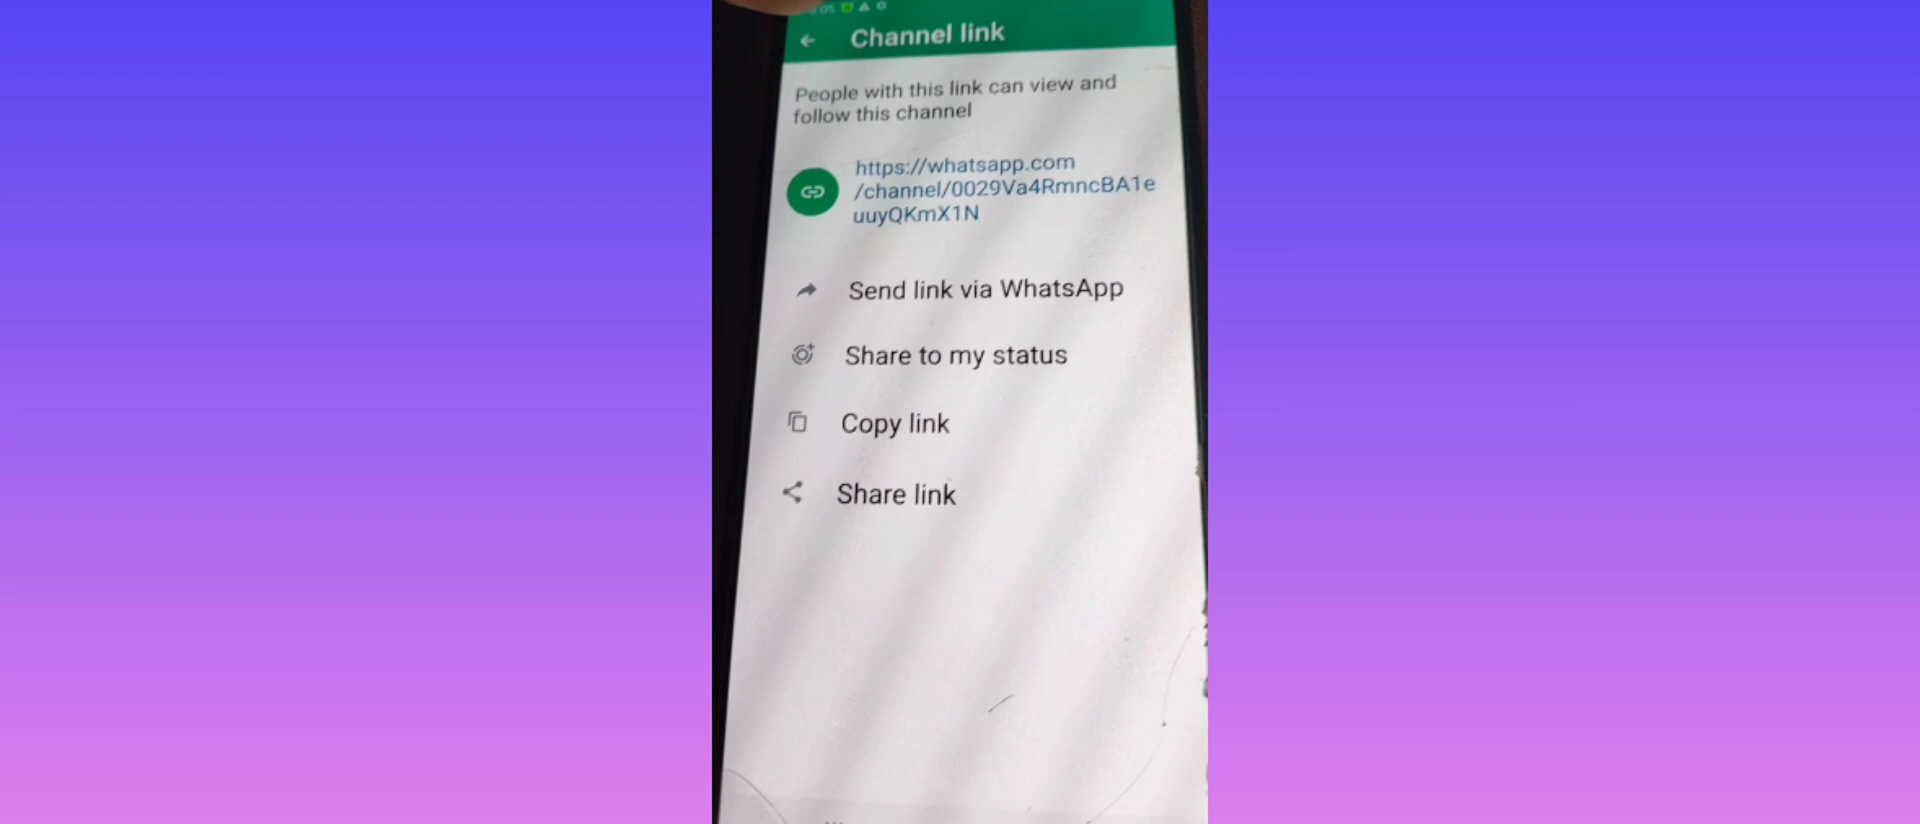 05
Channel link
People with this link can view and
follow this channel
https://whatsapp.com
/channel/0029Va4RmncBA1e
uuyQKmX1N
Send link via WhatsApp
Share to my status
Copy link
Share link